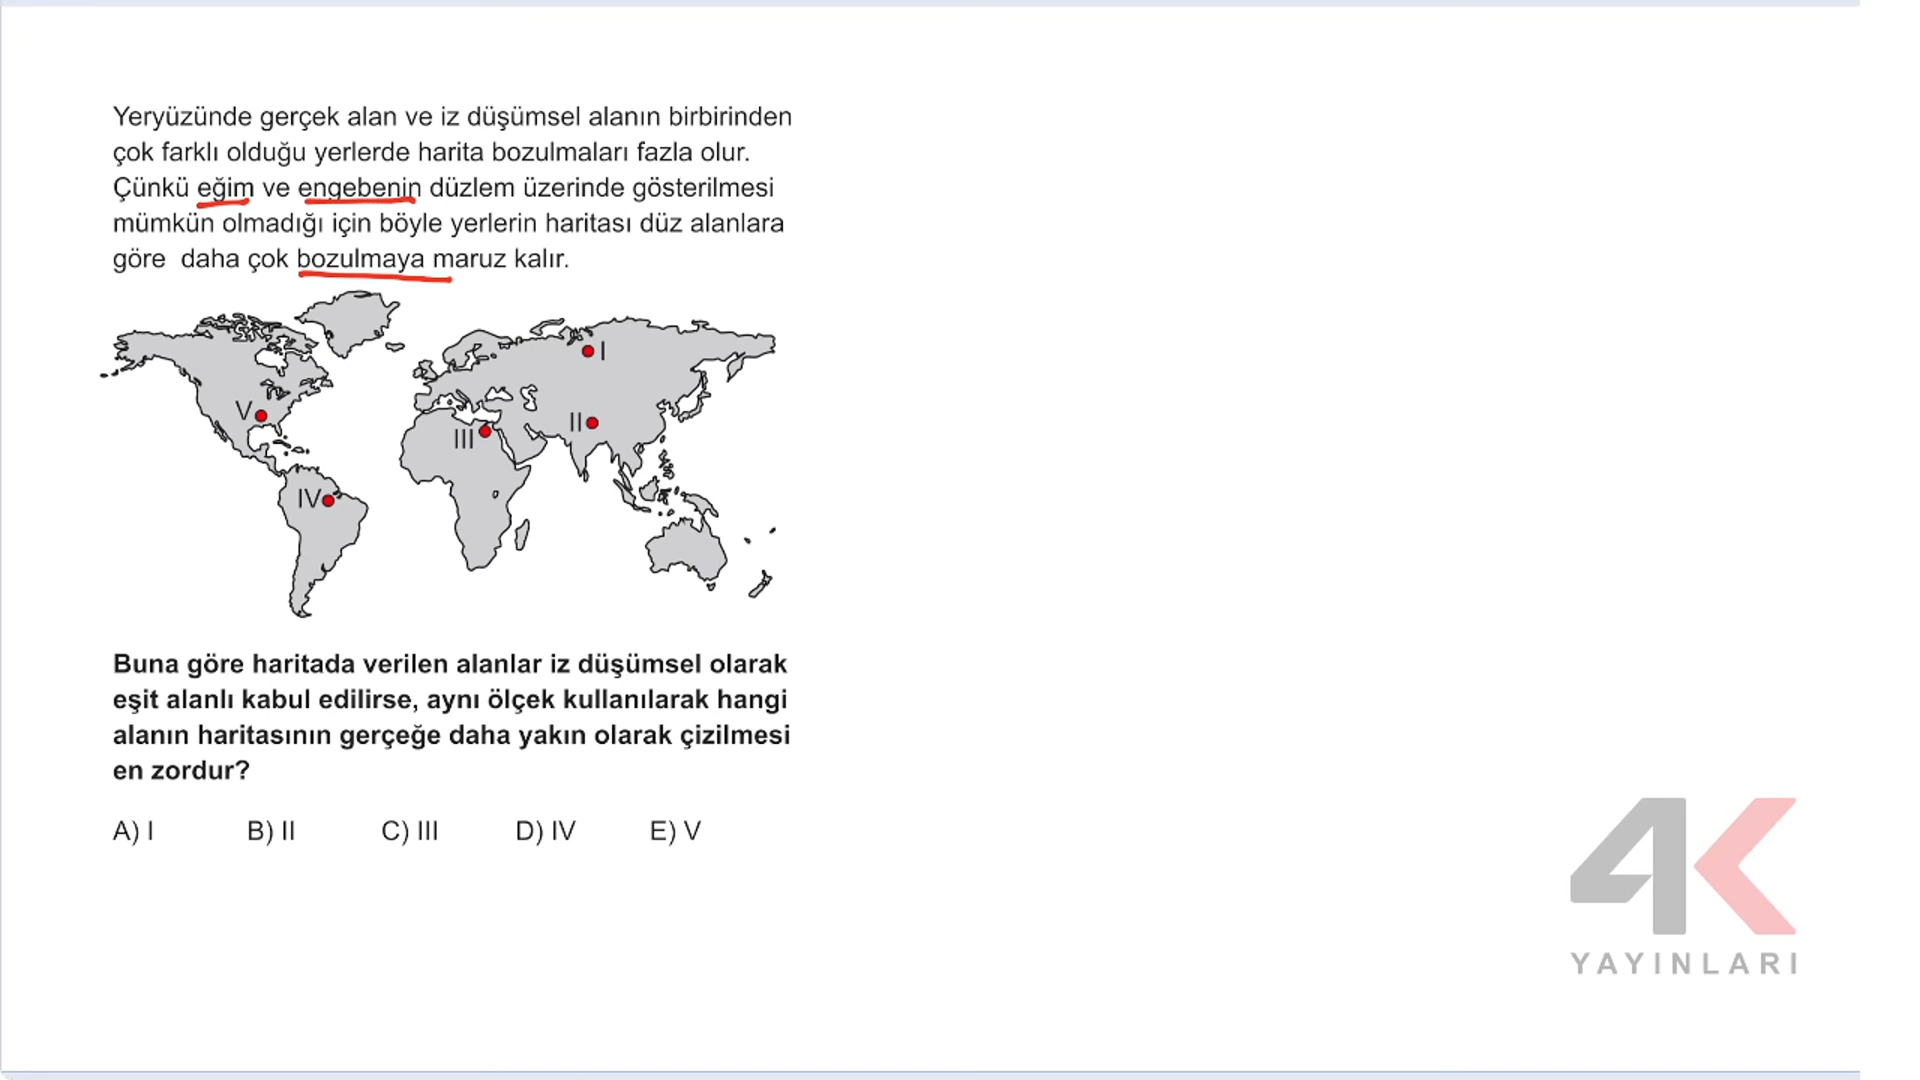 Yeryüzünde gerçek alan ve iz düşümsel alanın birbirinden
çok farklı olduğu yerlerde harita bozulmaları fazla olur.
Çünkü eğim ve engebenin düzlem üzerinde gösterilmesi
mümkün olmadığı için böyle yerlerin haritası düz alanlara
göre daha çok bozulmaya maruz kalır.
I
V
II
III
IV
Buna göre haritada verilen alanlar iz düşümsel olarak
eşit alanlı kabul edilirse, aynı ölçek kullanılarak hangi
alanın haritasının gerçeğe daha yakın olarak çizilmesi
en zordur?
A) I B) II C) III D) IV E) V
4K
YAYINLARI